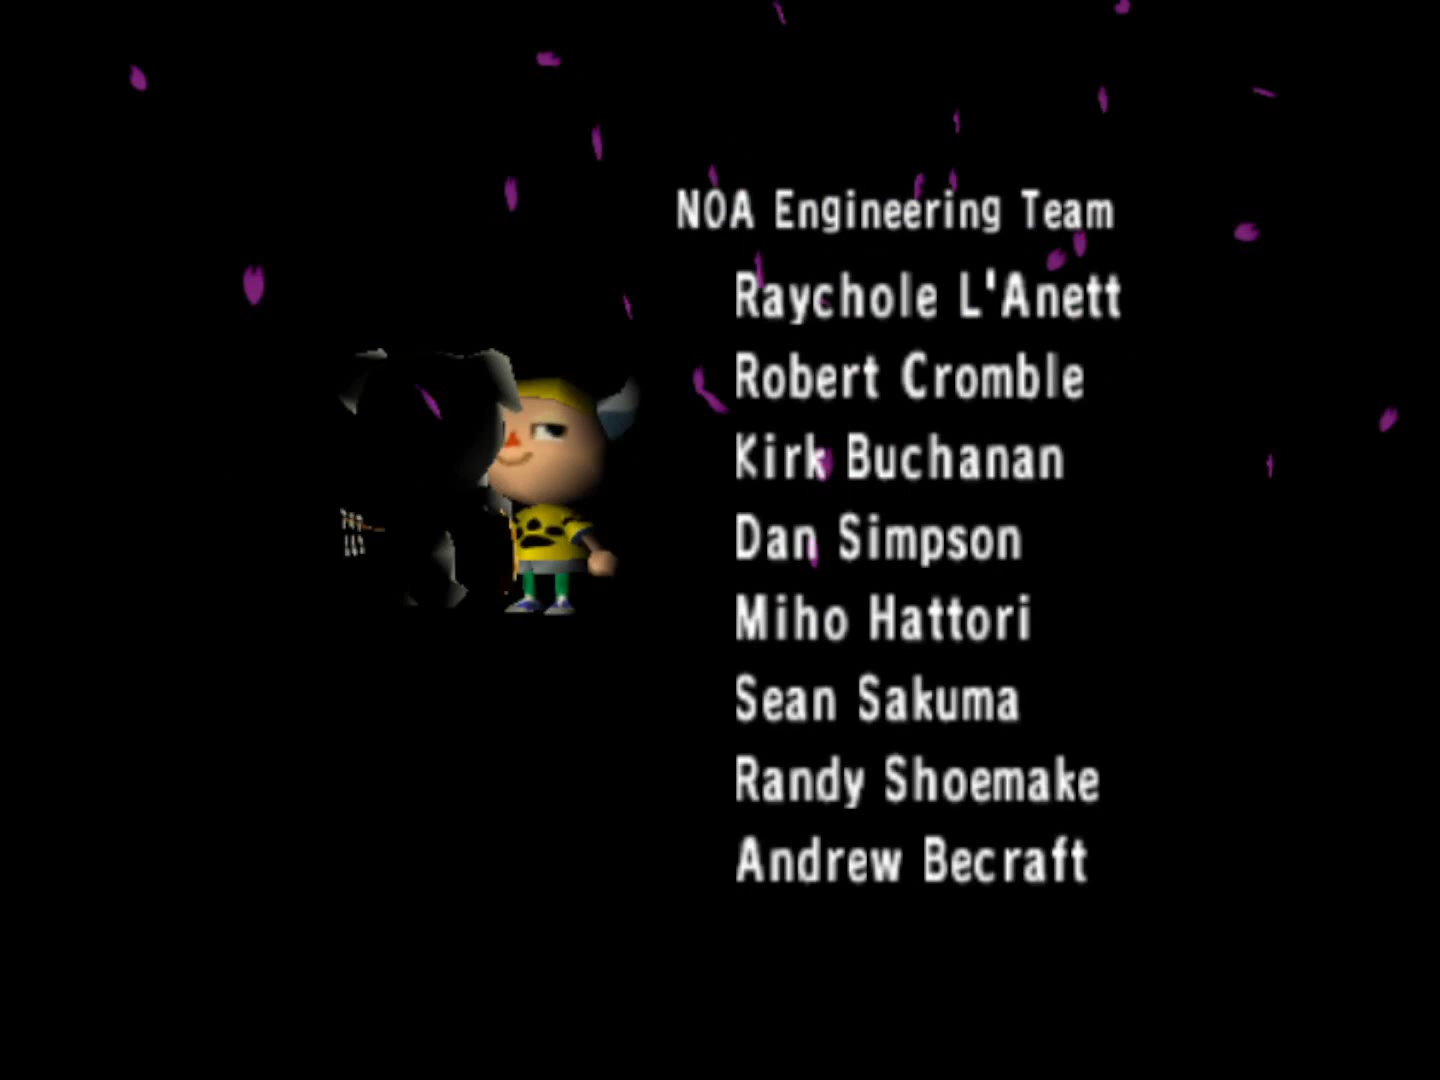 NOA Engineering Team
Raychole L'Anett
Robert Cromble
Kirk Buchanan
Dan Simpson
Miho Hattori
Sean Sakuma
Randy Shoemake
Andrew Becraft